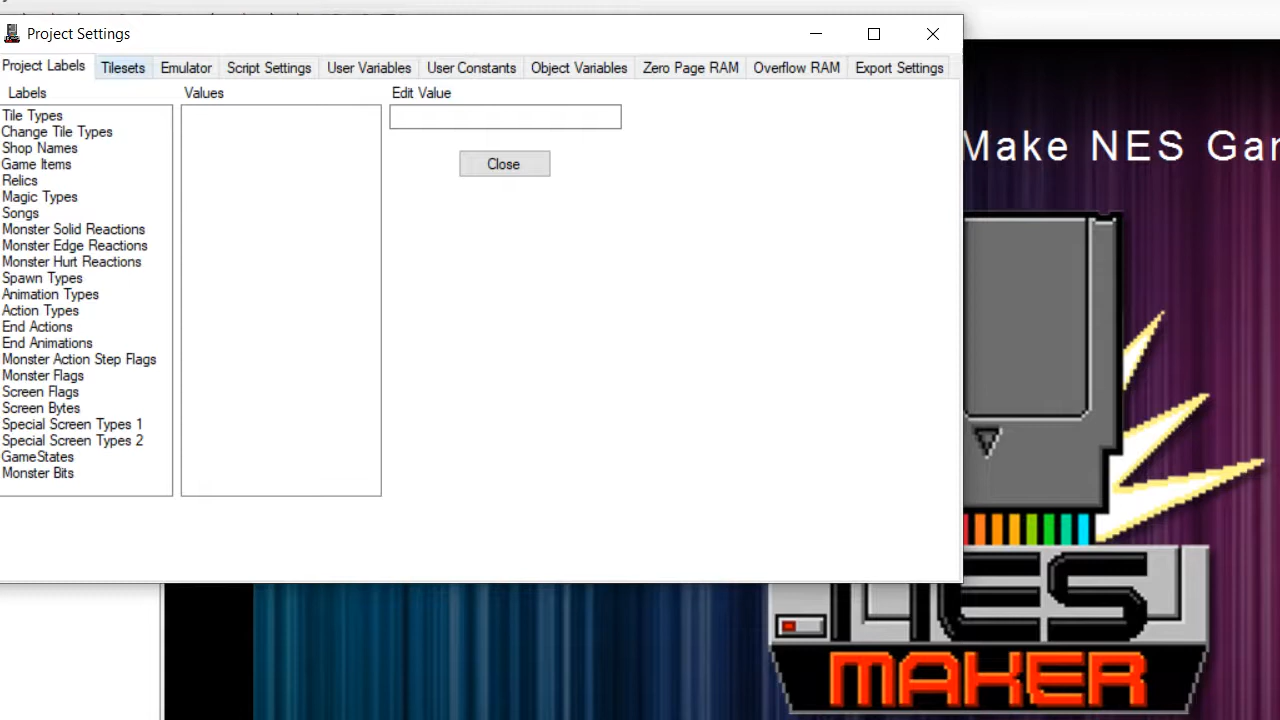 Project Settings
Project Labels Tilesets Emulator Script Settings User Variables User Constants Object Variables Zero Page RAM Overflow RAM Export Settings
Labels Values Edit Value
Tile Types
Change Tile Types
Shop Names
Game Items
Relics
Magic Types
Songs
Monster Solid Reactions
Monster Edge Reactions
Monster Hurt Reactions
Spawn Types
Animation Types
Action Types
End Actions
End Animations
Monster Action Step Flags
Monster Flags
Screen Flags
Screen Bytes
Special Screen Types 1
Special Screen Types 2
GameStates
Monster Bits
Close
Make NES Gam
NES
MAKER